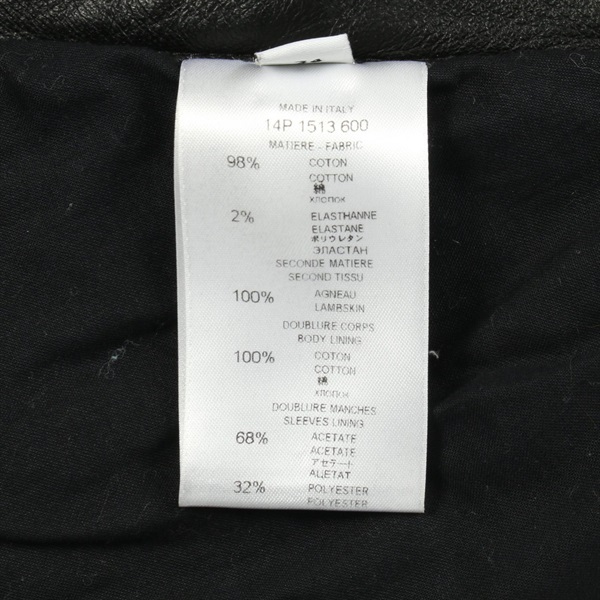 MADE IN ITALY
14P 1513 600
MATIERE - FABRIC
98% COTON
COTTON
綿
хлопок
2% ELASTHANNE
ELASTANE
ポリウレタン
ЭЛАСТАН
SECONDE MATIERE
SECOND TISSU
100% AGNEAU
LAMBSKIN
DOUBLURE CORPS
BODY LINING
100% COTON
COTTON
綿
хлопок
DOUBLURE MANCHES
SLEEVES LINING
68% ACETATE
ACETATE
アセテート
АЦЕТАТ
32% POLYESTER
POLYESTER